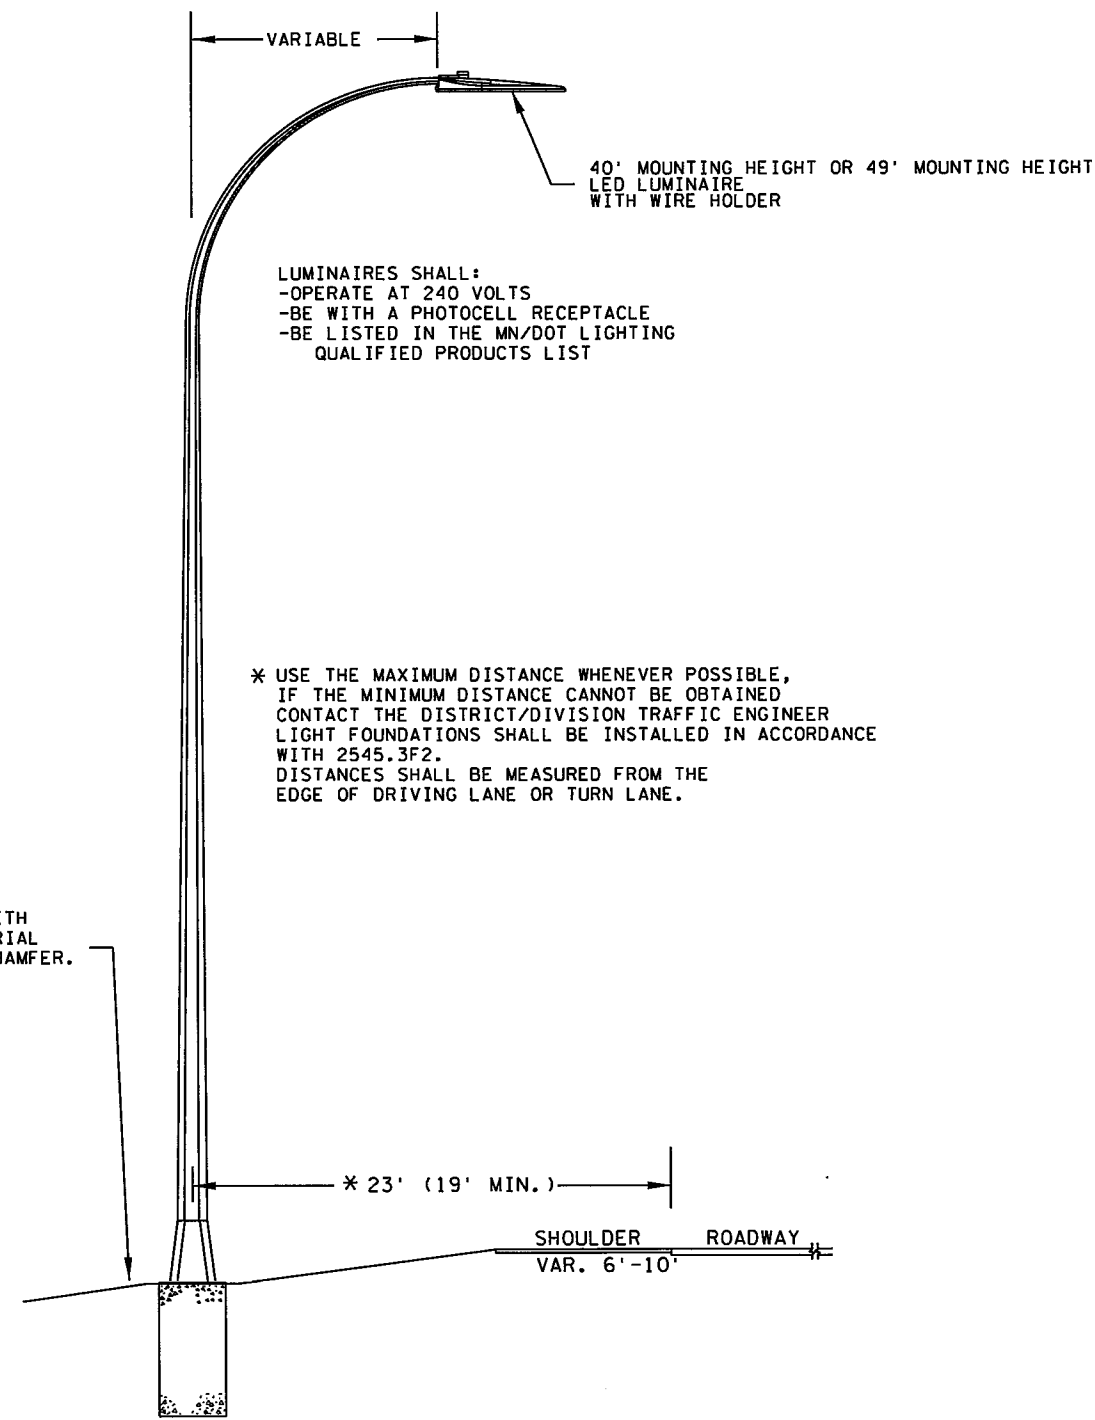 VARIABLE
40' MOUNTING HEIGHT OR 49' MOUNTING HEIGHT
LED LUMINAIRE
WITH WIRE HOLDER
LUMINAIRES SHALL:
-OPERATE AT 240 VOLTS
-BE WITH A PHOTOCELL RECEPTACLE
-BE LISTED IN THE MN/DOT LIGHTING
QUALIFIED PRODUCTS LIST
* USE THE MAXIMUM DISTANCE WHENEVER POSSIBLE,
IF THE MINIMUM DISTANCE CANNOT BE OBTAINED
CONTACT THE DISTRICT/DIVISION TRAFFIC ENGINEER
LIGHT FOUNDATIONS SHALL BE INSTALLED IN ACCORDANCE
WITH 2545.3F2.
DISTANCES SHALL BE MEASURED FROM THE
EDGE OF DRIVING LANE OR TURN LANE.
* 23' (19' MIN.)
SHOULDER ROADWAY
VAR. 6'-10'